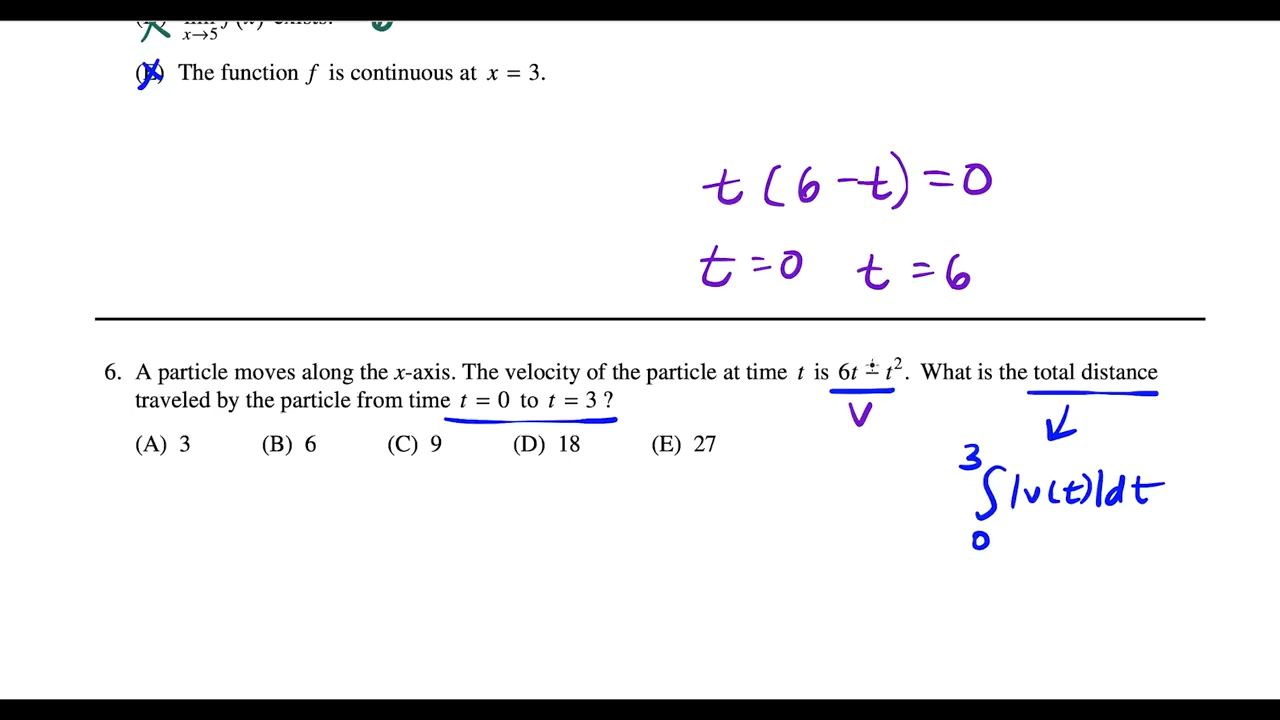 x→5
(E) The function f is continuous at x = 3.
t(6-t)=0
t=0 t=6
6. A particle moves along the x-axis. The velocity of the particle at time t is 6t - t². What is the total distance
traveled by the particle from time t = 0 to t = 3 ?
V
(A) 3 (B) 6 (C) 9 (D) 18 (E) 27
∫₀³ |v(t)|dt